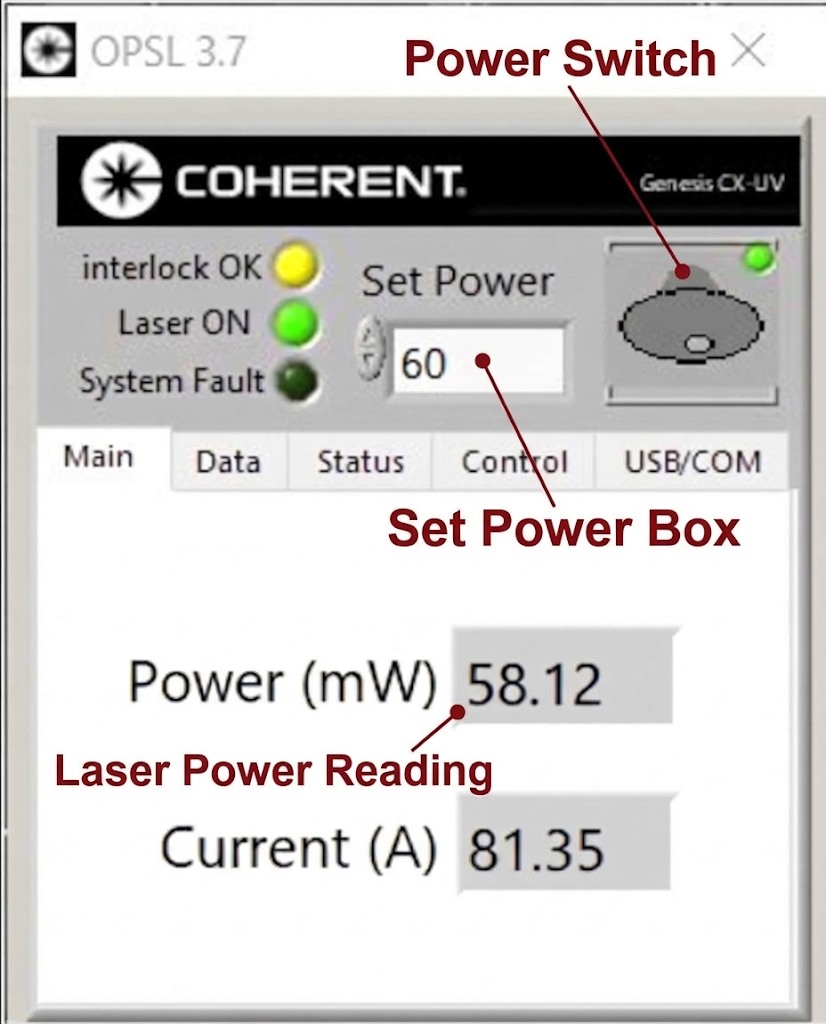 OPSL 3.7
Power Switch
COHERENT.
Genesis CX-UV
interlock OK
Laser ON
System Fault
Set Power
60
Main
Data
Status
Control
USB/COM
Set Power Box
Power (mW)
58.12
Laser Power Reading
Current (A)
81.35